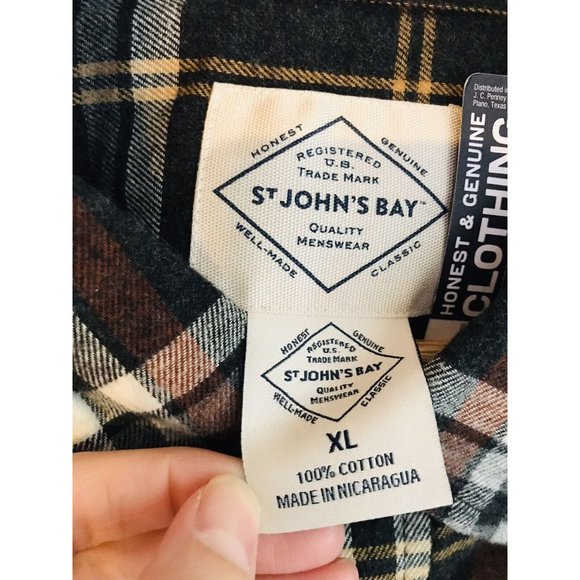 HONEST
GENUINE
REGISTERED
U.S.
TRADE MARK
ST JOHN'S BAY™
QUALITY
MENSWEAR
WELL-MADE
CLASSIC
HONEST
GENUINE
REGISTERED
U.S.
TRADE MARK
ST JOHN'S BAY
QUALITY
MENSWEAR
WELL-MADE
CLASSIC
XL
100% COTTON
MADE IN NICARAGUA
Distributed
J. C. Penney
Plano, Texas
HONEST & GENUINE
CLOTHING